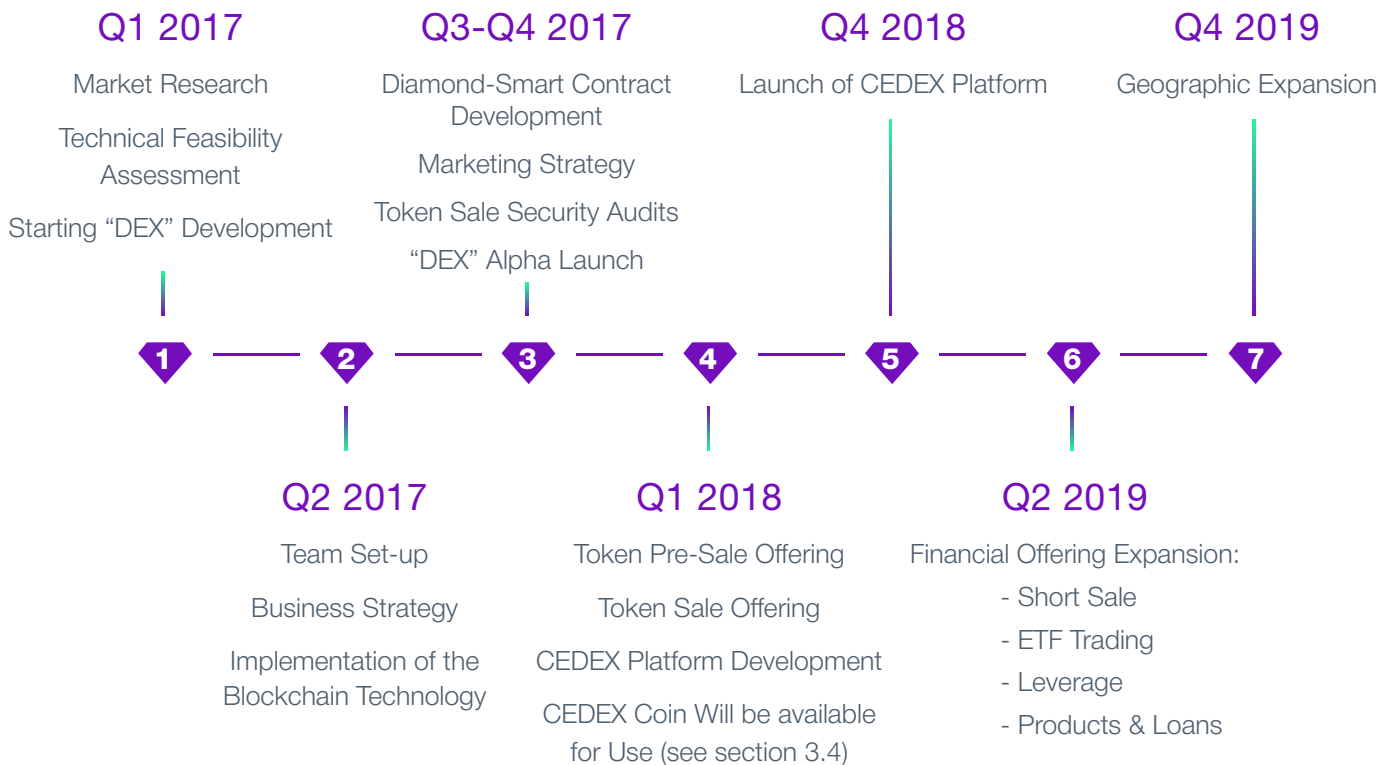 Q1 2017
Market Research
Technical Feasibility
Assessment
Starting “DEX” Development
Q3-Q4 2017
Diamond-Smart Contract
Development
Marketing Strategy
Token Sale Security Audits
“DEX” Alpha Launch
Q4 2018
Launch of CEDEX Platform
Q4 2019
Geographic Expansion
1
2
3
4
5
6
7
Q2 2017
Team Set-up
Business Strategy
Implementation of the
Blockchain Technology
Q1 2018
Token Pre-Sale Offering
Token Sale Offering
CEDEX Platform Development
CEDEX Coin Will be available
for Use (see section 3.4)
Q2 2019
Financial Offering Expansion:
- Short Sale
- ETF Trading
- Leverage
- Products & Loans